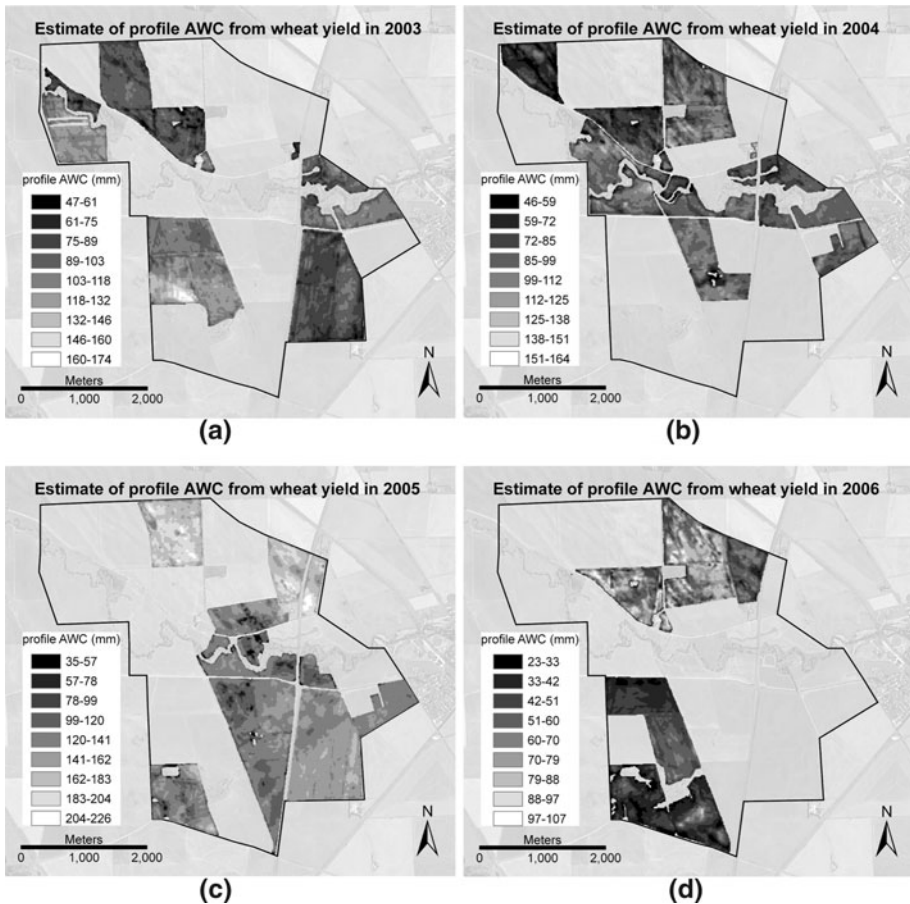 Estimate of profile AWC from wheat yield in 2003
profile AWC (mm)
47-61
61-75
75-89
89-103
103-118
118-132
132-146
146-160
160-174
Meters
0 1,000 2,000
N
(a)
Estimate of profile AWC from wheat yield in 2004
profile AWC (mm)
46-59
59-72
72-85
85-99
99-112
112-125
125-138
138-151
151-164
Meters
0 1,000 2,000
N
(b)
Estimate of profile AWC from wheat yield in 2005
profile AWC (mm)
35-57
57-78
78-99
99-120
120-141
141-162
162-183
183-204
204-226
Meters
0 1,000 2,000
N
(c)
Estimate of profile AWC from wheat yield in 2006
profile AWC (mm)
23-33
33-42
42-51
51-60
60-70
70-79
79-88
88-97
97-107
Meters
0 1,000 2,000
N
(d)